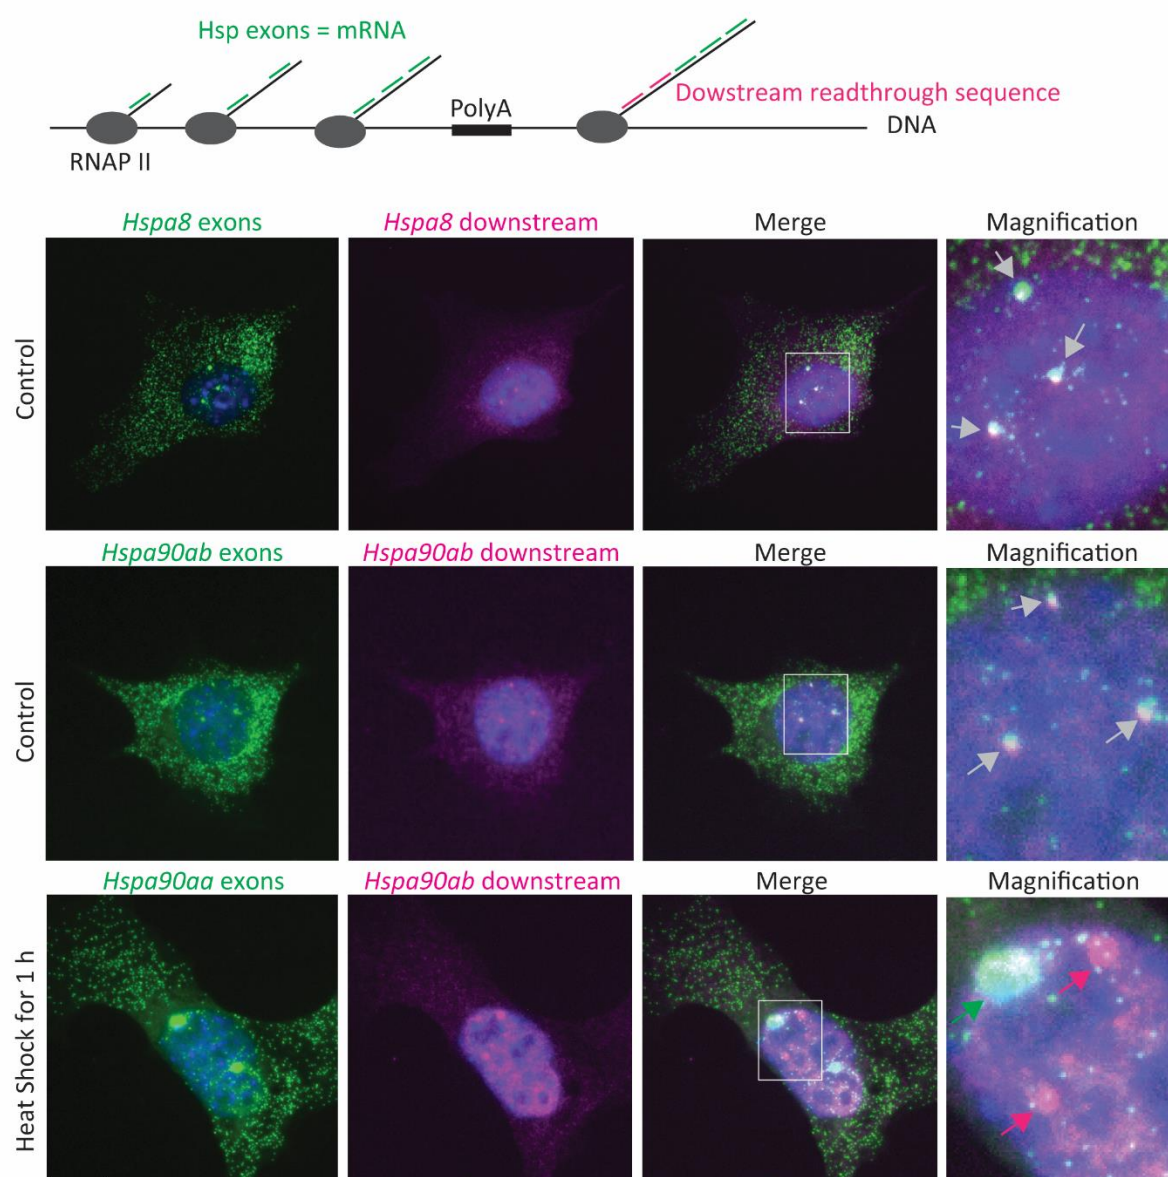 Hsp exons = mRNA
Dowstream readthrough sequence
PolyA
DNA
RNAP II
Hspa8 exons
Hspa8 downstream
Merge
Magnification
Control
Hspa90ab exons
Hspa90ab downstream
Merge
Magnification
Control
Hspa90aa exons
Hspa90ab downstream
Merge
Magnification
Heat Shock for 1 h